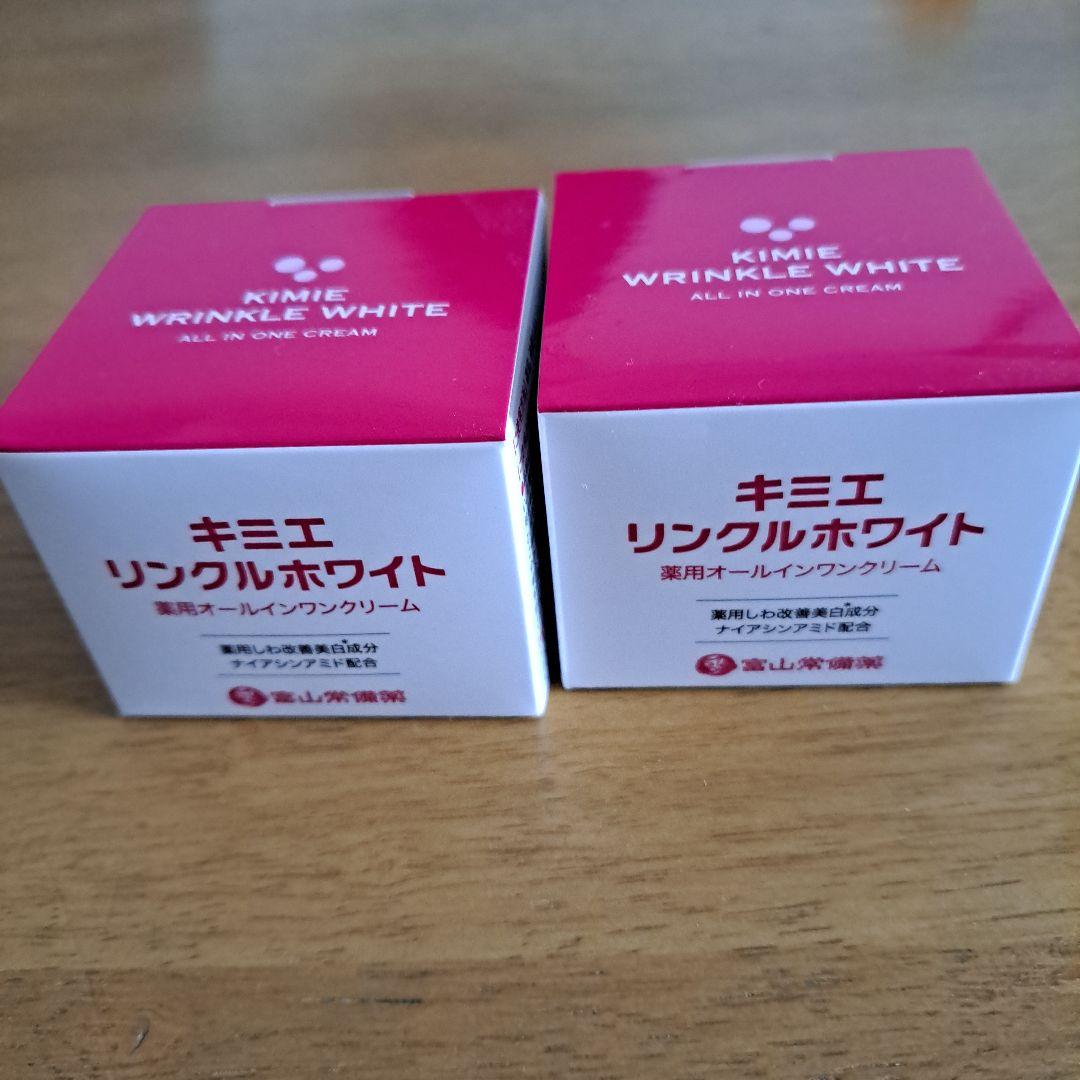 KIMIE
WRINKLE WHITE
ALL IN ONE CREAM
キミエ
リンクルホワイト
薬用オールインワンクリーム
薬用しわ改善美白*成分
ナイアシンアミド配合
富山常備薬
KIMIE
WRINKLE WHITE
ALL IN ONE CREAM
キミエ
リンクルホワイト
薬用オールインワンクリーム
薬用しわ改善美白*成分
ナイアシンアミド配合
富山常備薬